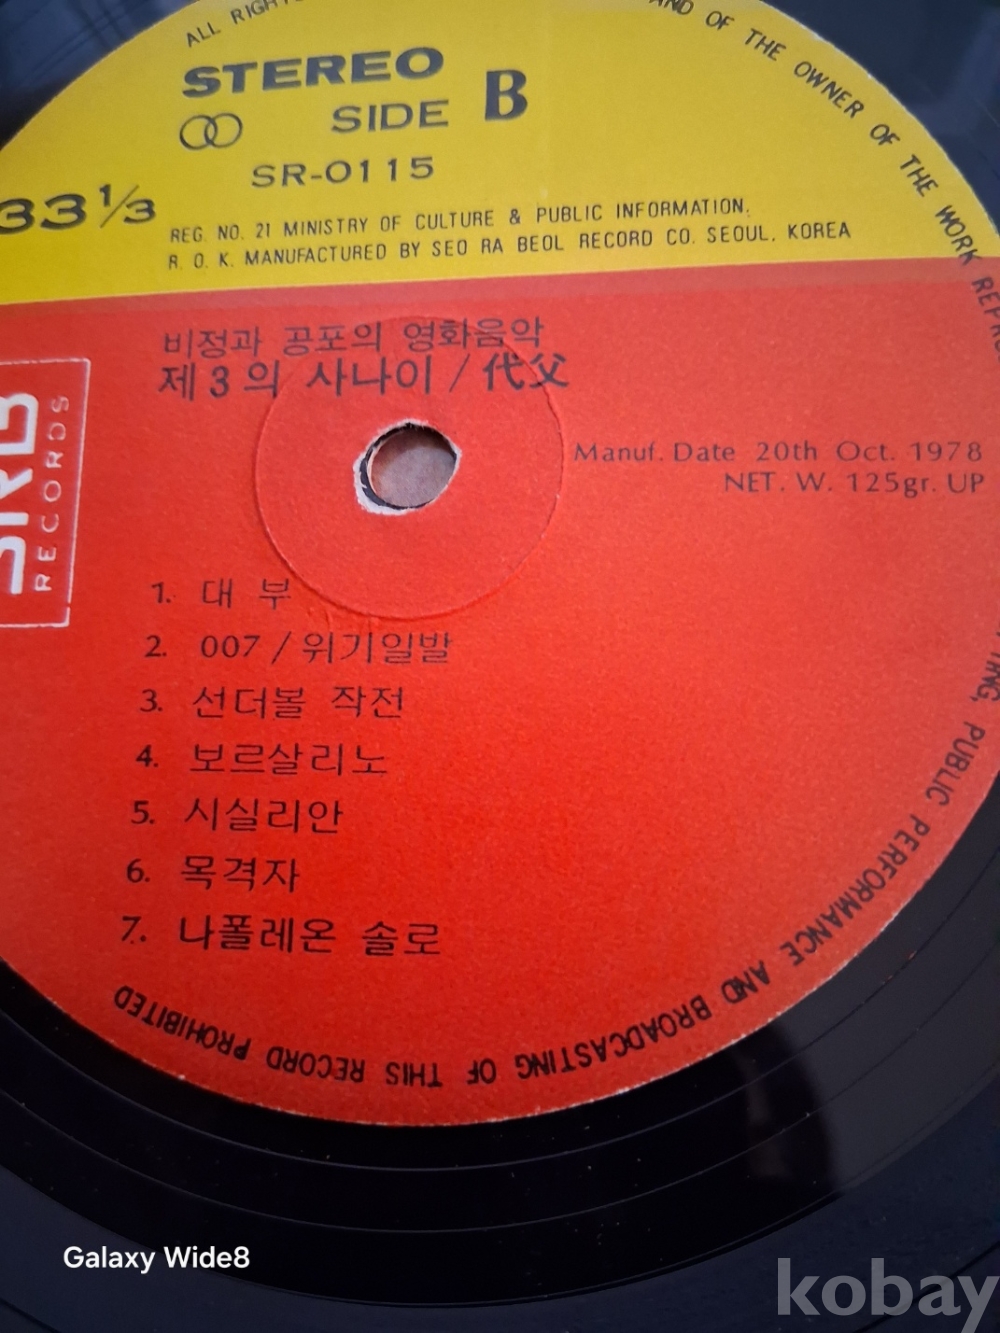 ALL RIGHTS
AND OF THE OWNER OF THE WORK
STEREO
SIDE B
SR-0115
33⅓
REG. NO. 21 MINISTRY OF CULTURE & PUBLIC INFORMATION,
R. O. K. MANUFACTURED BY SEO RA BEOL RECORD CO. SEOUL. KOREA
비정과 공포의 영화음악
제3의 사나이 / 代父
SRB
RECORDS
Manuf. Date 20th Oct. 1978
NET. W. 125gr. UP
1. 대 부
2. 007 / 위기일발
3. 선더볼 작전
4. 보르살리노
5. 시실리안
6. 목격자
7. 나폴레온 솔로
PUBLIC PERFORMANCE AND BROADCASTING OF THIS RECORD PROHIBITED
Galaxy Wide8
kobay